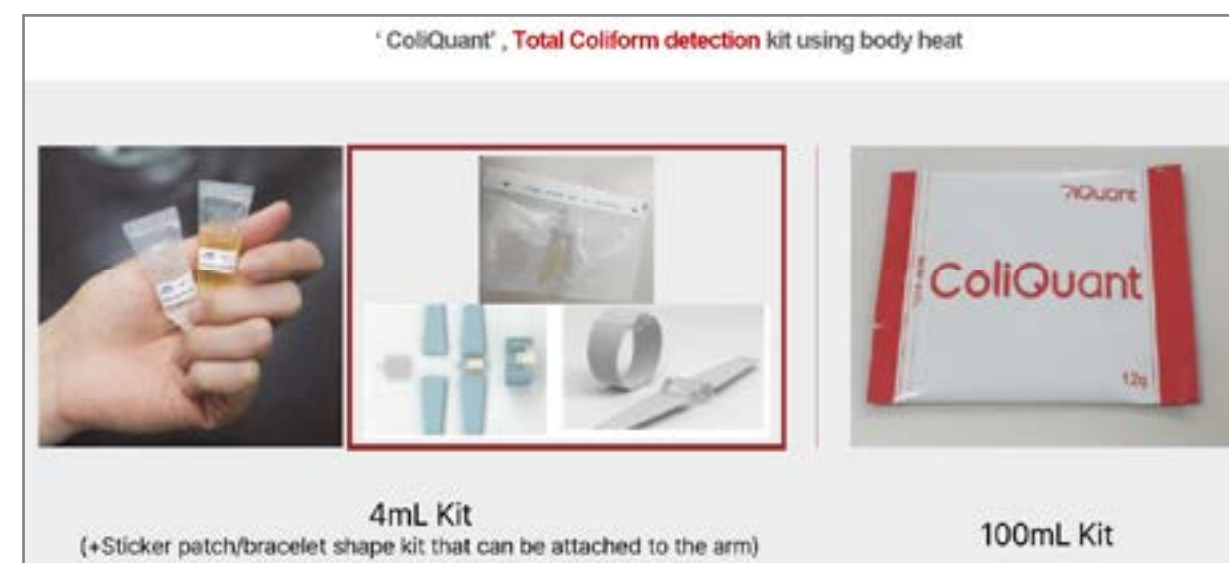 ‘ ColiQuant’ , Total Coliform detection kit using body heat
ColiQuant
12g
4mL Kit
(+Sticker patch/bracelet shape kit that can be attached to the arm)
100mL Kit